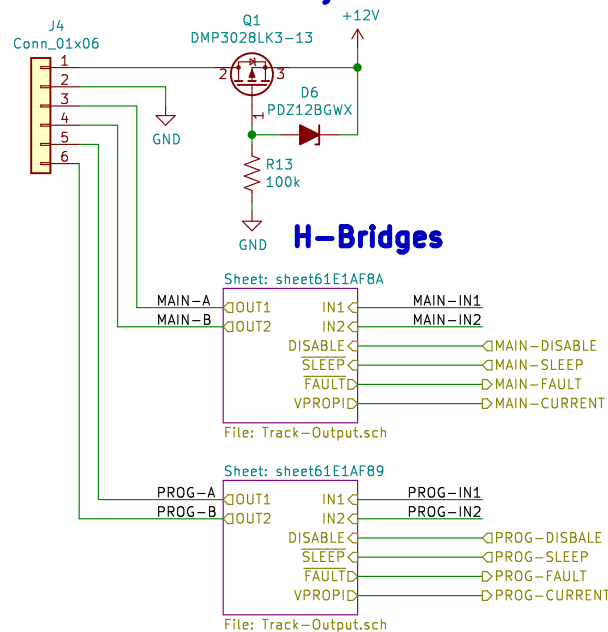 Q1
+12V
J4
DMP3028LK3-13
Conn_01x06
1
2
3
2
D6
3
PDZ12BGWX
4
1
GND
5
6
R13
100k
GND
H-Bridges
Sheet: sheet61E1AF8A
MAIN-A OUT1 IN1 MAIN-IN1
MAIN-B OUT2 IN2 MAIN-IN2
DISABLE MAIN-DISABLE
SLEEP MAIN-SLEEP
FAULT MAIN-FAULT
VPROPI MAIN-CURRENT
File: Track-Output.sch
Sheet: sheet61E1AF89
PROG-A OUT1 IN1 PROG-IN1
PROG-B OUT2 IN2 PROG-IN2
DISABLE PROG-DISBALE
SLEEP PROG-SLEEP
FAULT PROG-FAULT
VPROPI PROG-CURRENT
File: Track-Output.sch